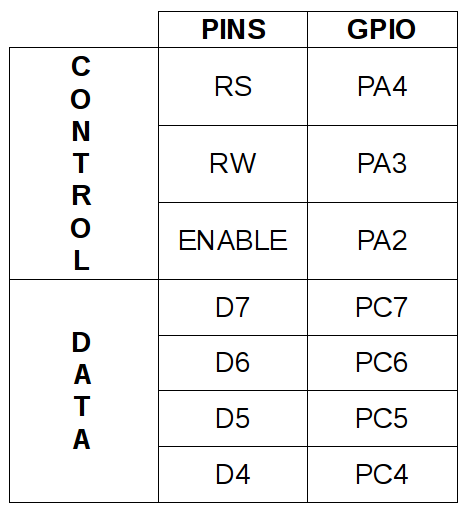 PINS GPIO
CONTROL
RS PA4
RW PA3
ENABLE PA2
DATA
D7 PC7
D6 PC6
D5 PC5
D4 PC4